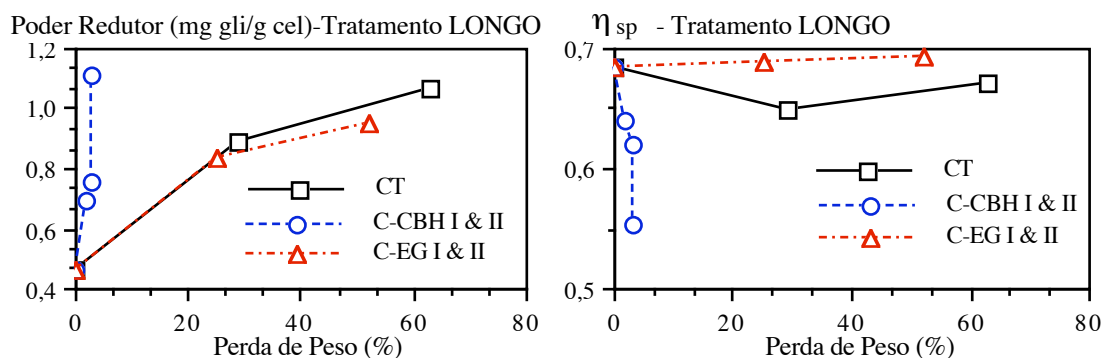 Poder Redutor (mg gli/g cel)-Tratamento LONGO
1,2
1,0
0,8
0,6
0,4
0
20
40
60
80
Perda de Peso (%)
CT
C-CBH I & II
C-EG I & II
η sp - Tratamento LONGO
0,7
0,6
0,5
0
20
40
60
80
Perda de Peso (%)
CT
C-CBH I & II
C-EG I & II